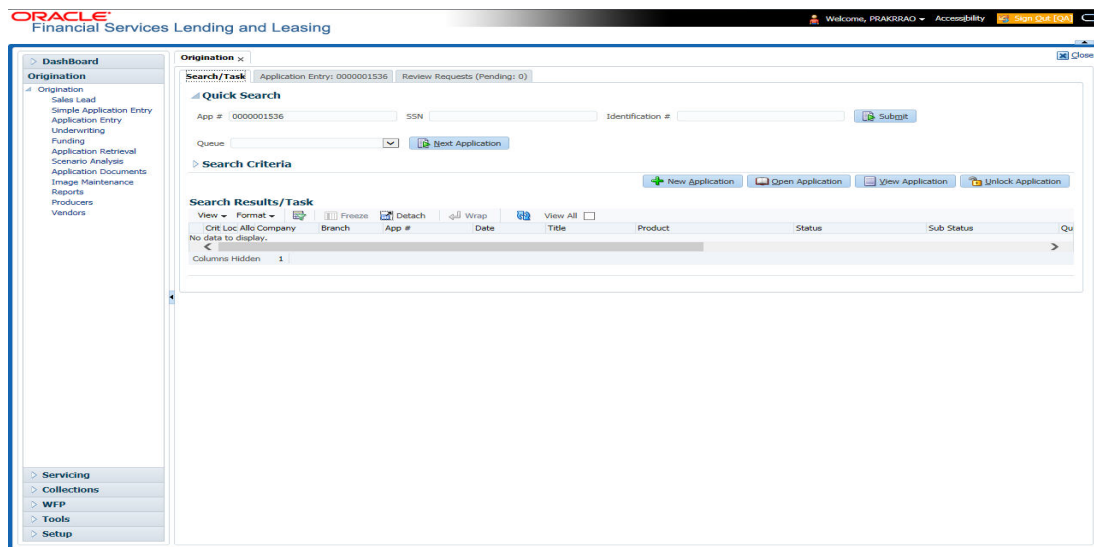 ORACLE®
Financial Services Lending and Leasing
Welcome, PRAKRRAO Accessibility Sign Out [QA]
Close
DashBoard
Origination
Origination
Sales Lead
Simple Application Entry
Application Entry
Underwriting
Funding
Application Retrieval
Scenario Analysis
Application Documents
Image Maintenance
Reports
Producers
Vendors
Servicing
Collections
WFP
Tools
Setup
Origination x
Search/Task Application Entry: 0000001536 Review Requests (Pending: 0)
Quick Search
App # 0000001536 SSN Identification # Submit
Queue Next Application
Search Criteria
New Application Open Application View Application Unlock Application
Search Results/Task
View Format Freeze Detach Wrap View All
Crit Loc Allo Company Branch App # Date Title Product Status Sub Status Qu
No data to display.
Columns Hidden 1